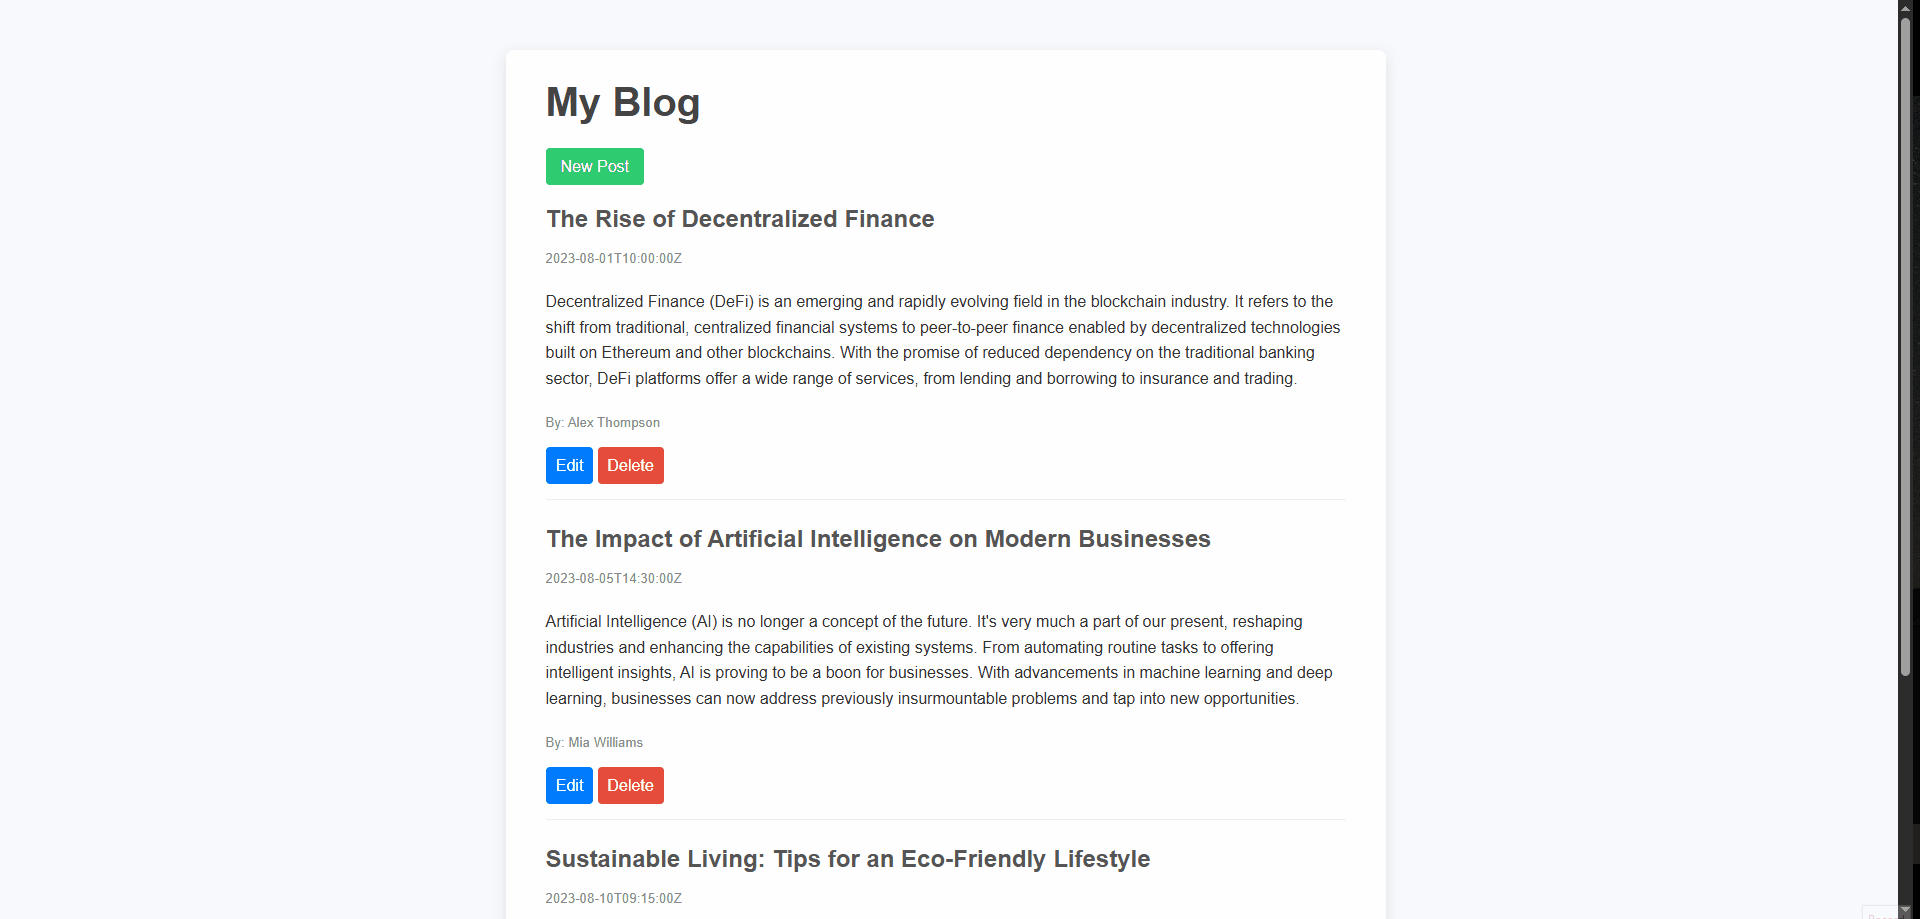 My Blog
New Post
The Rise of Decentralized Finance
2023-08-01T10:00:00Z
Decentralized Finance (DeFi) is an emerging and rapidly evolving field in the blockchain industry. It refers to the
shift from traditional, centralized financial systems to peer-to-peer finance enabled by decentralized technologies
built on Ethereum and other blockchains. With the promise of reduced dependency on the traditional banking
sector, DeFi platforms offer a wide range of services, from lending and borrowing to insurance and trading.
By: Alex Thompson
Edit Delete
The Impact of Artificial Intelligence on Modern Businesses
2023-08-05T14:30:00Z
Artificial Intelligence (AI) is no longer a concept of the future. It's very much a part of our present, reshaping
industries and enhancing the capabilities of existing systems. From automating routine tasks to offering
intelligent insights, AI is proving to be a boon for businesses. With advancements in machine learning and deep
learning, businesses can now address previously insurmountable problems and tap into new opportunities.
By: Mia Williams
Edit Delete
Sustainable Living: Tips for an Eco-Friendly Lifestyle
2023-08-10T09:15:00Z